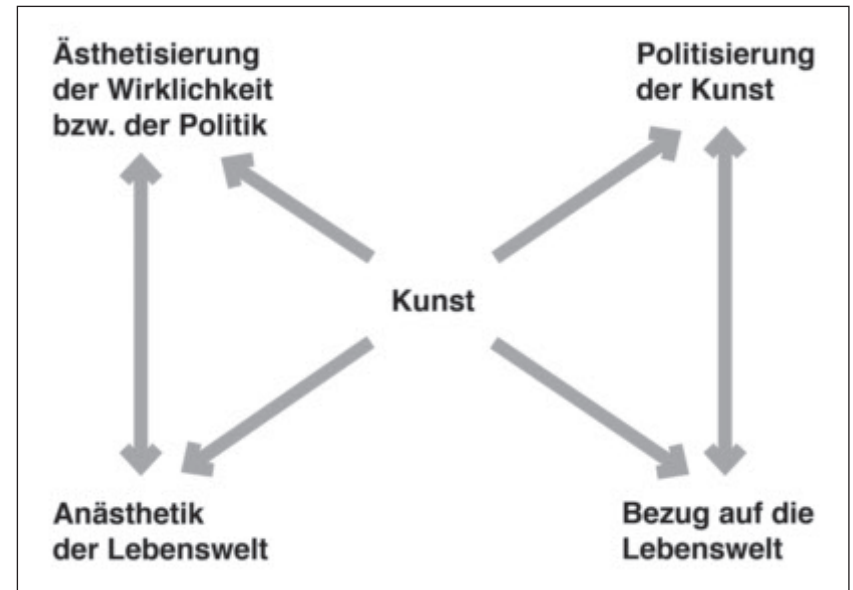 Ästhetisierung
der Wirklichkeit
bzw. der Politik
Politisierung
der Kunst
Kunst
Anästhetik
der Lebenswelt
Bezug auf die
Lebenswelt